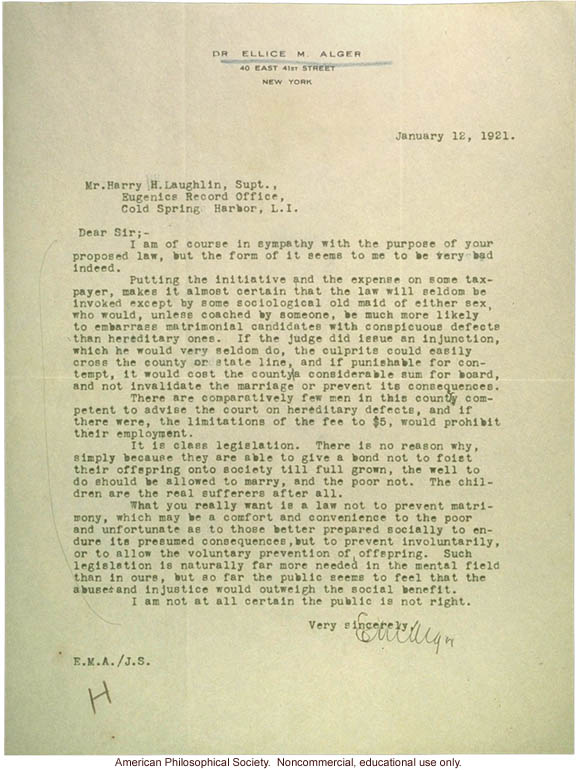 DR ELLICE M. ALGER
40 EAST 41ST STREET
NEW YORK
January 12, 1921.
Mr.Harry H.Laughlin, Supt.,
Eugenics Record Office,
Cold Spring Harbor, L.I.
Dear Sir;-
I am of course in sympathy with the purpose of your
proposed law, but the form of it seems to me to be very bad
indeed.
Putting the initiative and the expense on some tax-
payer, makes it almost certain that the law will seldom be
invoked except by some sociological old maid of either sex,
who would, unless coached by someone, be much more likely
to embarrass matrimonial candidates with conspicuous defects
than hereditary ones. If the judge did issue an injunction,
which he would very seldom do, the culprits could easily
cross the county or state line, and if punishable for con-
tempt, it would cost the county a considerable sum for board,
and not invalidate the marriage or prevent its consequences.
There are comparatively few men in this county com-
petent to advise the court on hereditary defects, and if
there were, the limitations of the fee to $5, would prohibit
their employment.
It is class legislation. There is no reason why,
simply because they are able to give a bond not to foist
their offspring onto society till full grown, the well to
do should be allowed to marry, and the poor not. The chil-
dren are the real sufferers after all.
What you really want is a law not to prevent matri-
mony, which may be a comfort and convenience to the poor
and unfortunate as to those better prepared socially to en-
dure its presumed consequences,but to prevent involuntarily,
or to allow the voluntary prevention of offspring. Such
legislation is naturally far more needed in the mental field
than in ours, but so far the public seems to feel that the
abuses and injustice would outweigh the social benefit.
I am not at all certain the public is not right.
Very sincerely,
EM Alger
E.M.A./J.S.
H
American Philosophical Society. Noncommercial, educational use only.